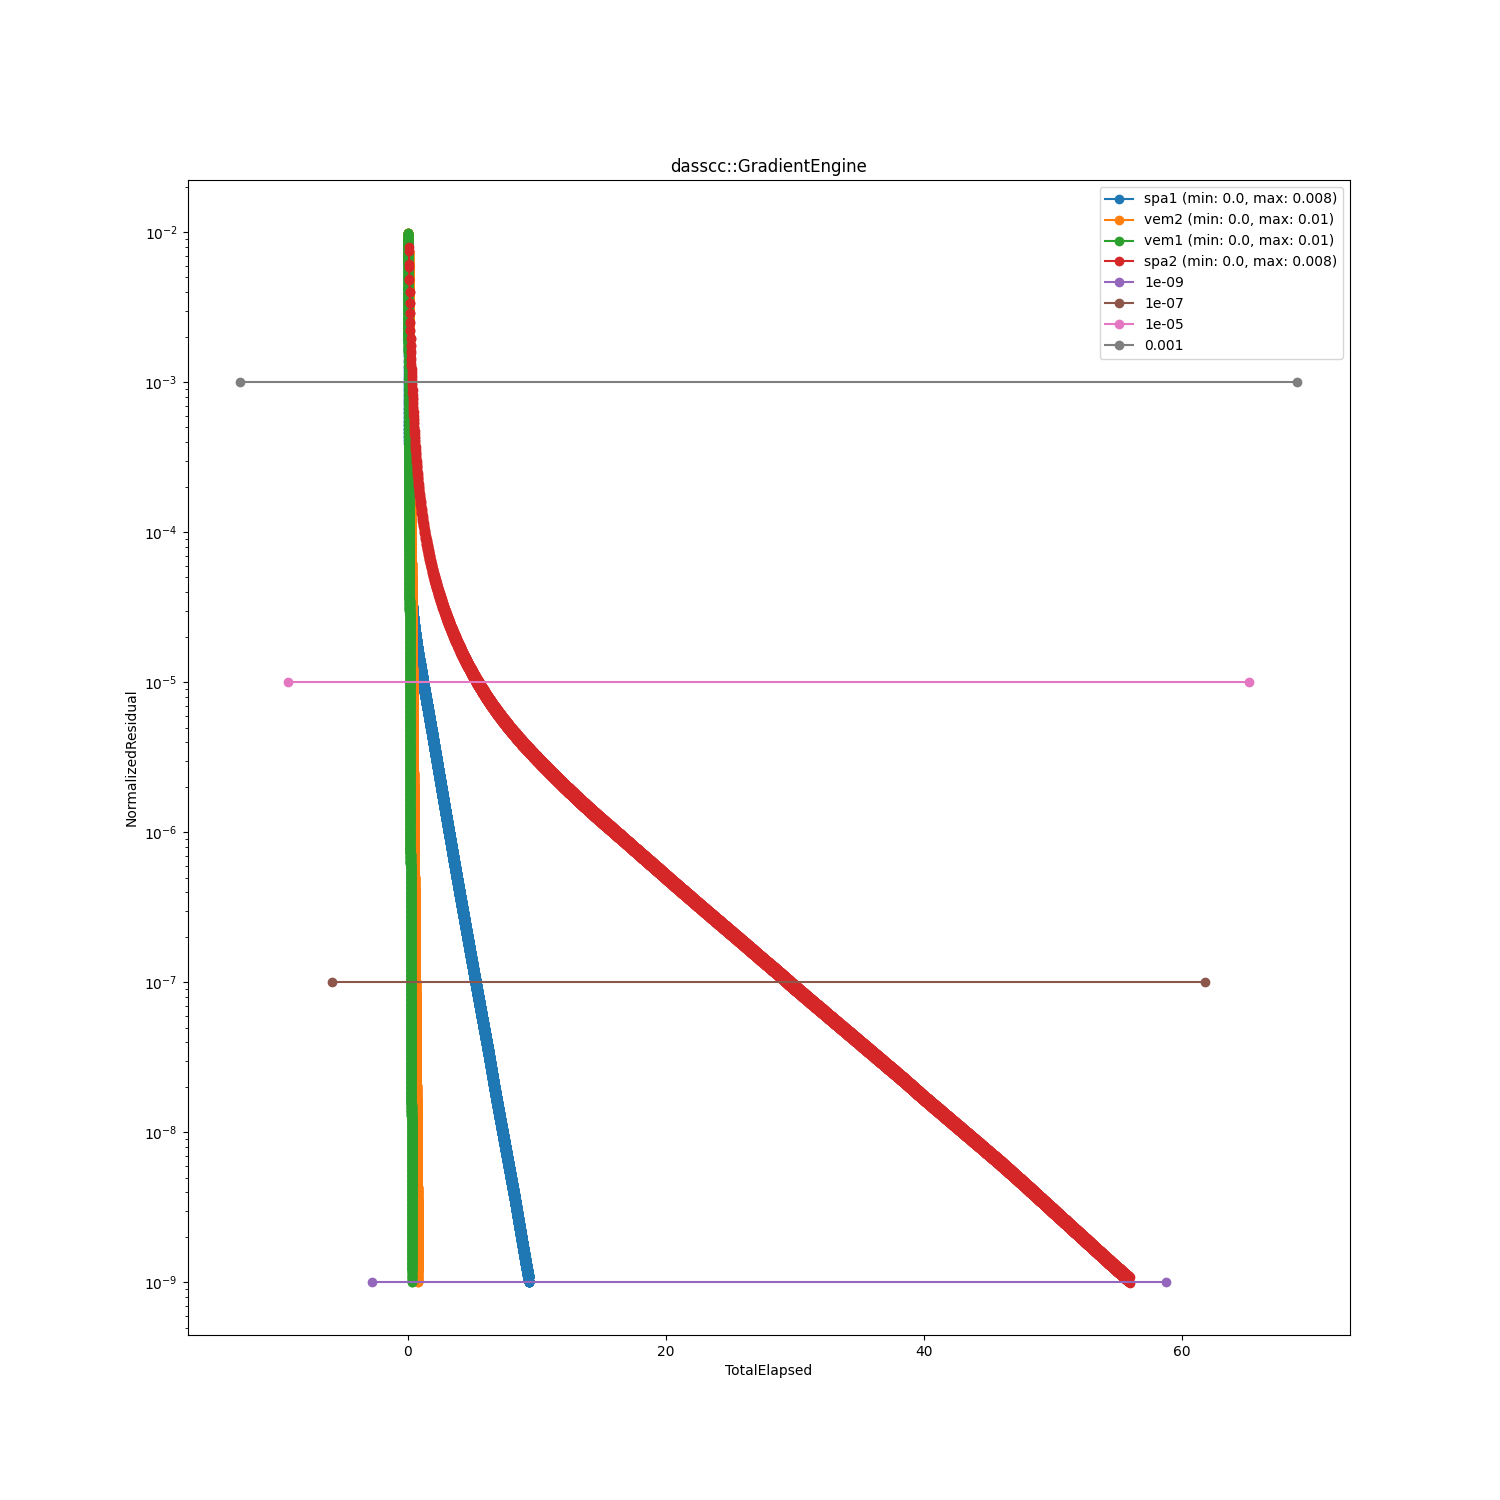 dasscc::GradientEngine
spa1 (min: 0.0, max: 0.008)
vem2 (min: 0.0, max: 0.01)
vem1 (min: 0.0, max: 0.01)
spa2 (min: 0.0, max: 0.008)
1e-09
1e-07
1e-05
0.001
NormalizedResidual
10⁻²
10⁻³
10⁻⁴
10⁻⁵
10⁻⁶
10⁻⁷
10⁻⁸
10⁻⁹
0 20 40 60
TotalElapsed